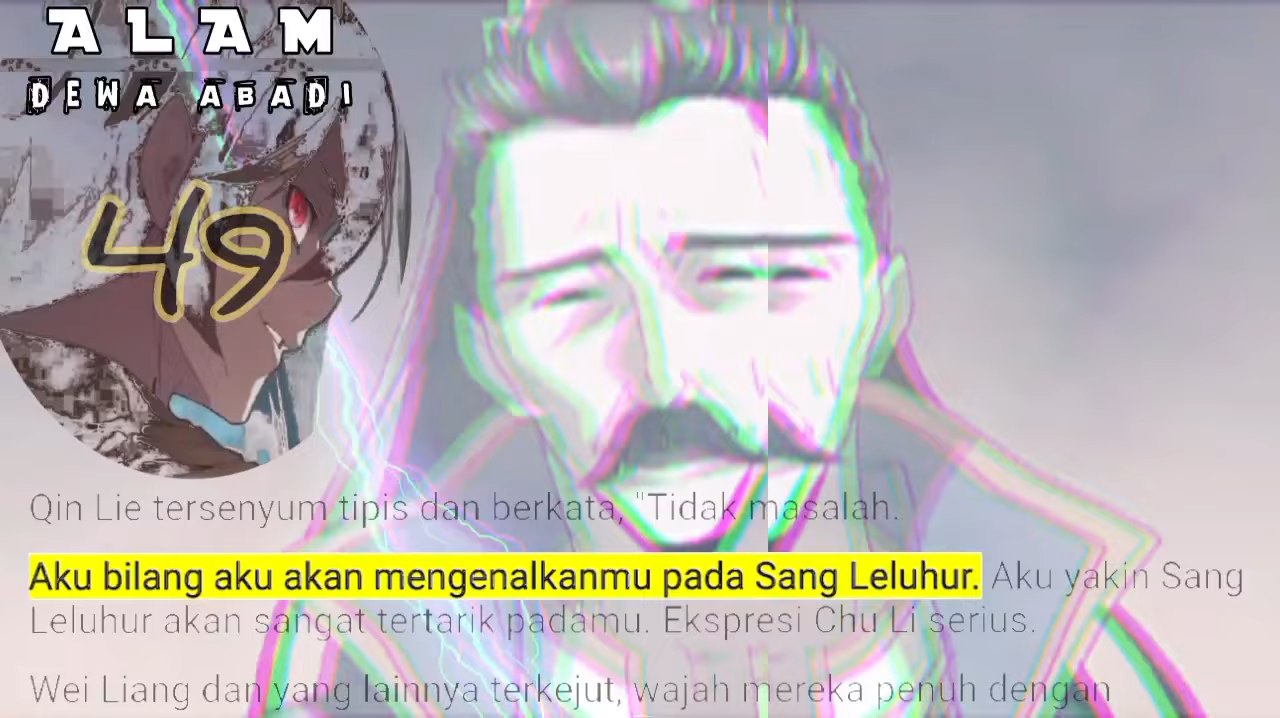 ALAM
DEWA ABADI
49
Qin Lie tersenyum tipis dan berkata, "Tidak masalah.
Aku bilang aku akan mengenalkanmu pada Sang Leluhur. Aku yakin Sang
Leluhur akan sangat tertarik padamu. Ekspresi Chu Li serius.
Wei Liang dan yang lainnya terkejut, wajah mereka penuh dengan